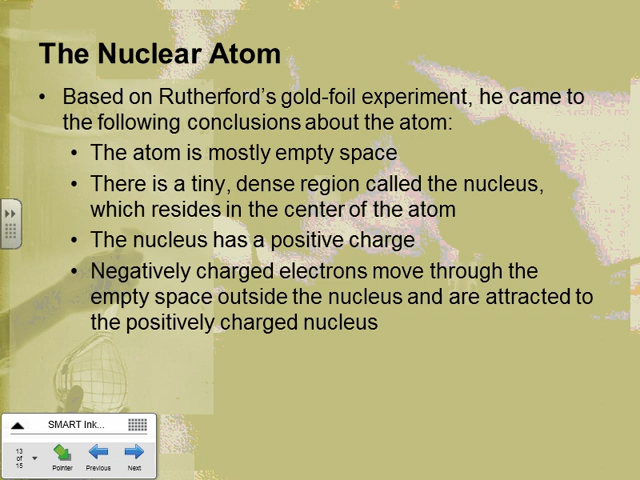 The Nuclear Atom
• Based on Rutherford's gold-foil experiment, he came to
the following conclusions about the atom:
• The atom is mostly empty space
• There is a tiny, dense region called the nucleus,
which resides in the center of the atom
• The nucleus has a positive charge
• Negatively charged electrons move through the
empty space outside the nucleus and are attracted to
the positively charged nucleus
SMART Ink...
13
of
15
Pointer Previous Next